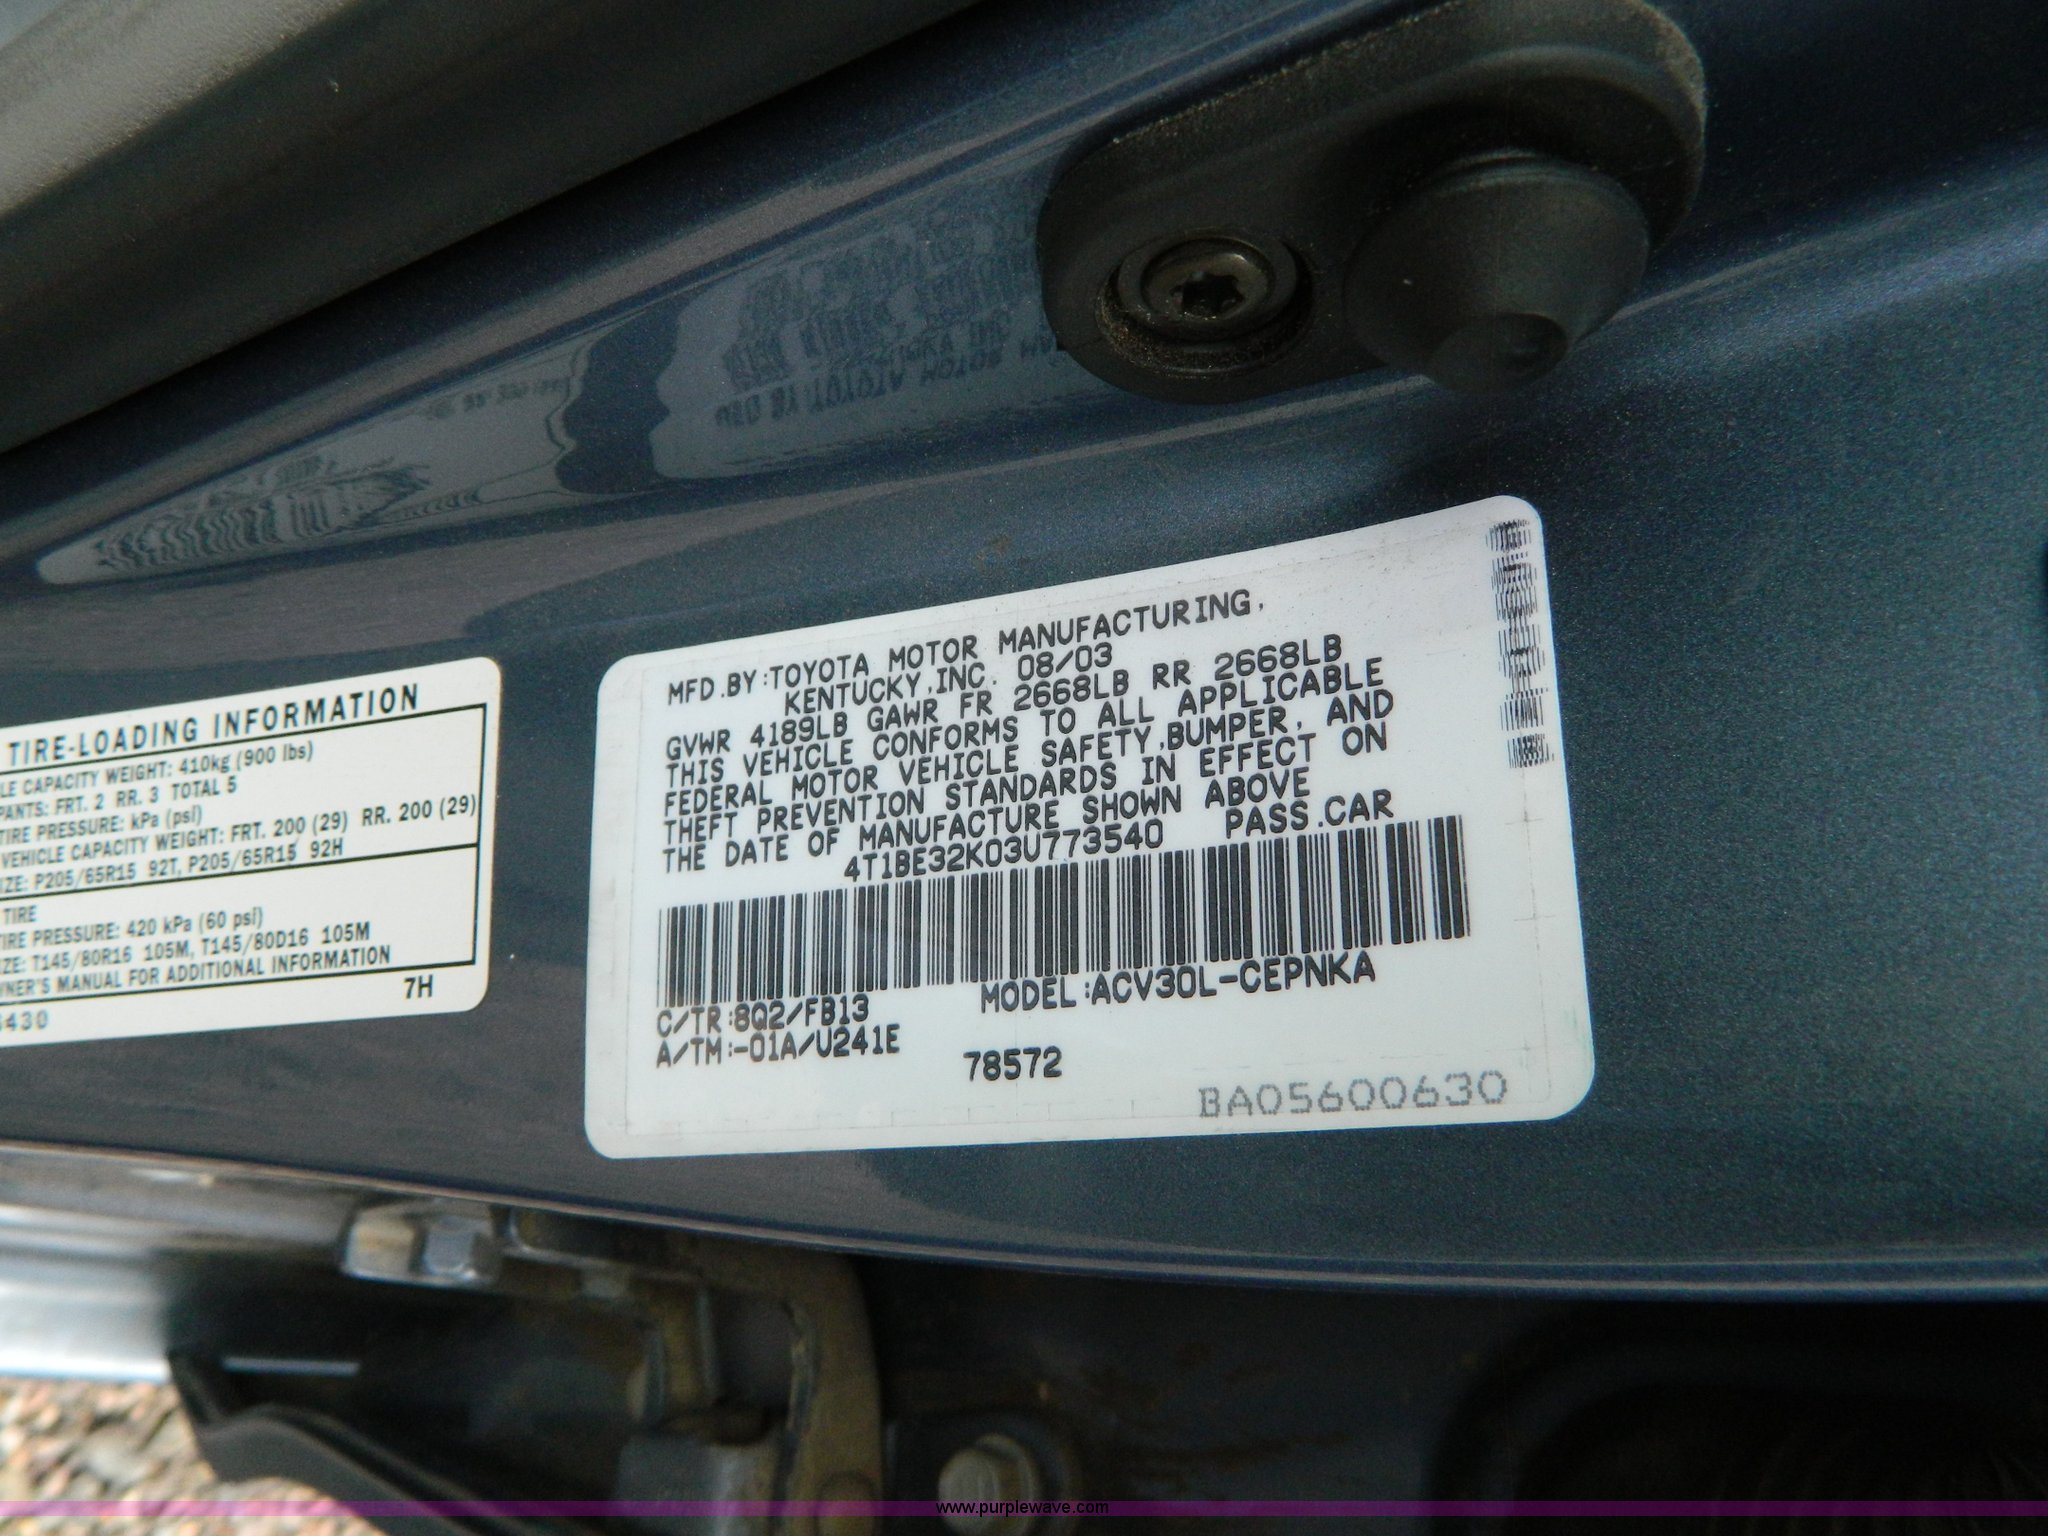 TIRE-LOADING INFORMATION
LE CAPACITY WEIGHT: 410kg (900 lbs)
PANTS: FRT. 2 RR. 3 TOTAL 5
TIRE PRESSURE: kPa (psi)
VEHICLE CAPACITY WEIGHT: FRT. 200 (29) RR. 200 (29)
IZE: P205/65R15 92T, P205/65R15 92H
TIRE
TIRE PRESSURE: 420 kPa (60 psi)
IZE: T145/80R16 105M, T145/80D16 105M
WNER'S MANUAL FOR ADDITIONAL INFORMATION
7H
430
MFD.BY:TOYOTA MOTOR MANUFACTURING,
KENTUCKY,INC. 08/03
GVWR 4189LB GAWR FR 2668LB RR 2668LB
THIS VEHICLE CONFORMS TO ALL APPLICABLE
FEDERAL MOTOR VEHICLE SAFETY,BUMPER, AND
THEFT PREVENTION STANDARDS IN EFFECT ON
THE DATE OF MANUFACTURE SHOWN ABOVE
4T1BE32K03U773540 PASS.CAR
C/TR:8Q2/FB13 MODEL:ACV30L-CEPNKA
A/TM:-01A/U241E
78572
BA05600630
www.purplewave.com